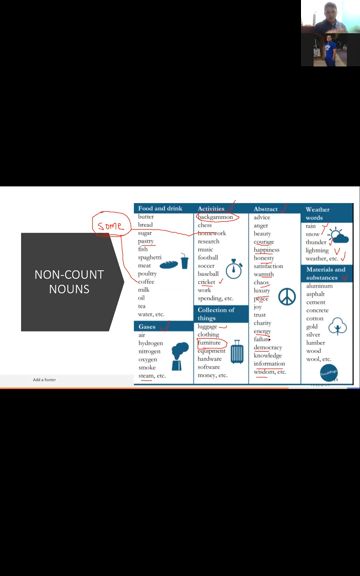 some
NON-COUNT
NOUNS
Add a footer
Food and drink
butter
bread
sugar
pastry
fish
spaghetti
meat
poultry
coffee
milk
oil
tea
water, etc.
Gases
air
hydrogen
nitrogen
oxygen
smoke
steam, etc.
Activities
backgammon
chess
homework
research
music
football
soccer
baseball
cricket
work
spending, etc.
Collection of
things
luggage
clothing
furniture
equipment
hardware
software
money, etc.
Abstract
advice
anger
beauty
courage
happiness
honesty
satisfaction
warmth
chaos
luxury
peace
joy
trust
charity
energy
failure
democracy
knowledge
information
wisdom, etc.
Weather
words
rain
snow
thunder
lightning
weather, etc.
Materials and
substances
aluminum
asphalt
cement
concrete
cotton
gold
silver
lumber
wood
wool, etc.